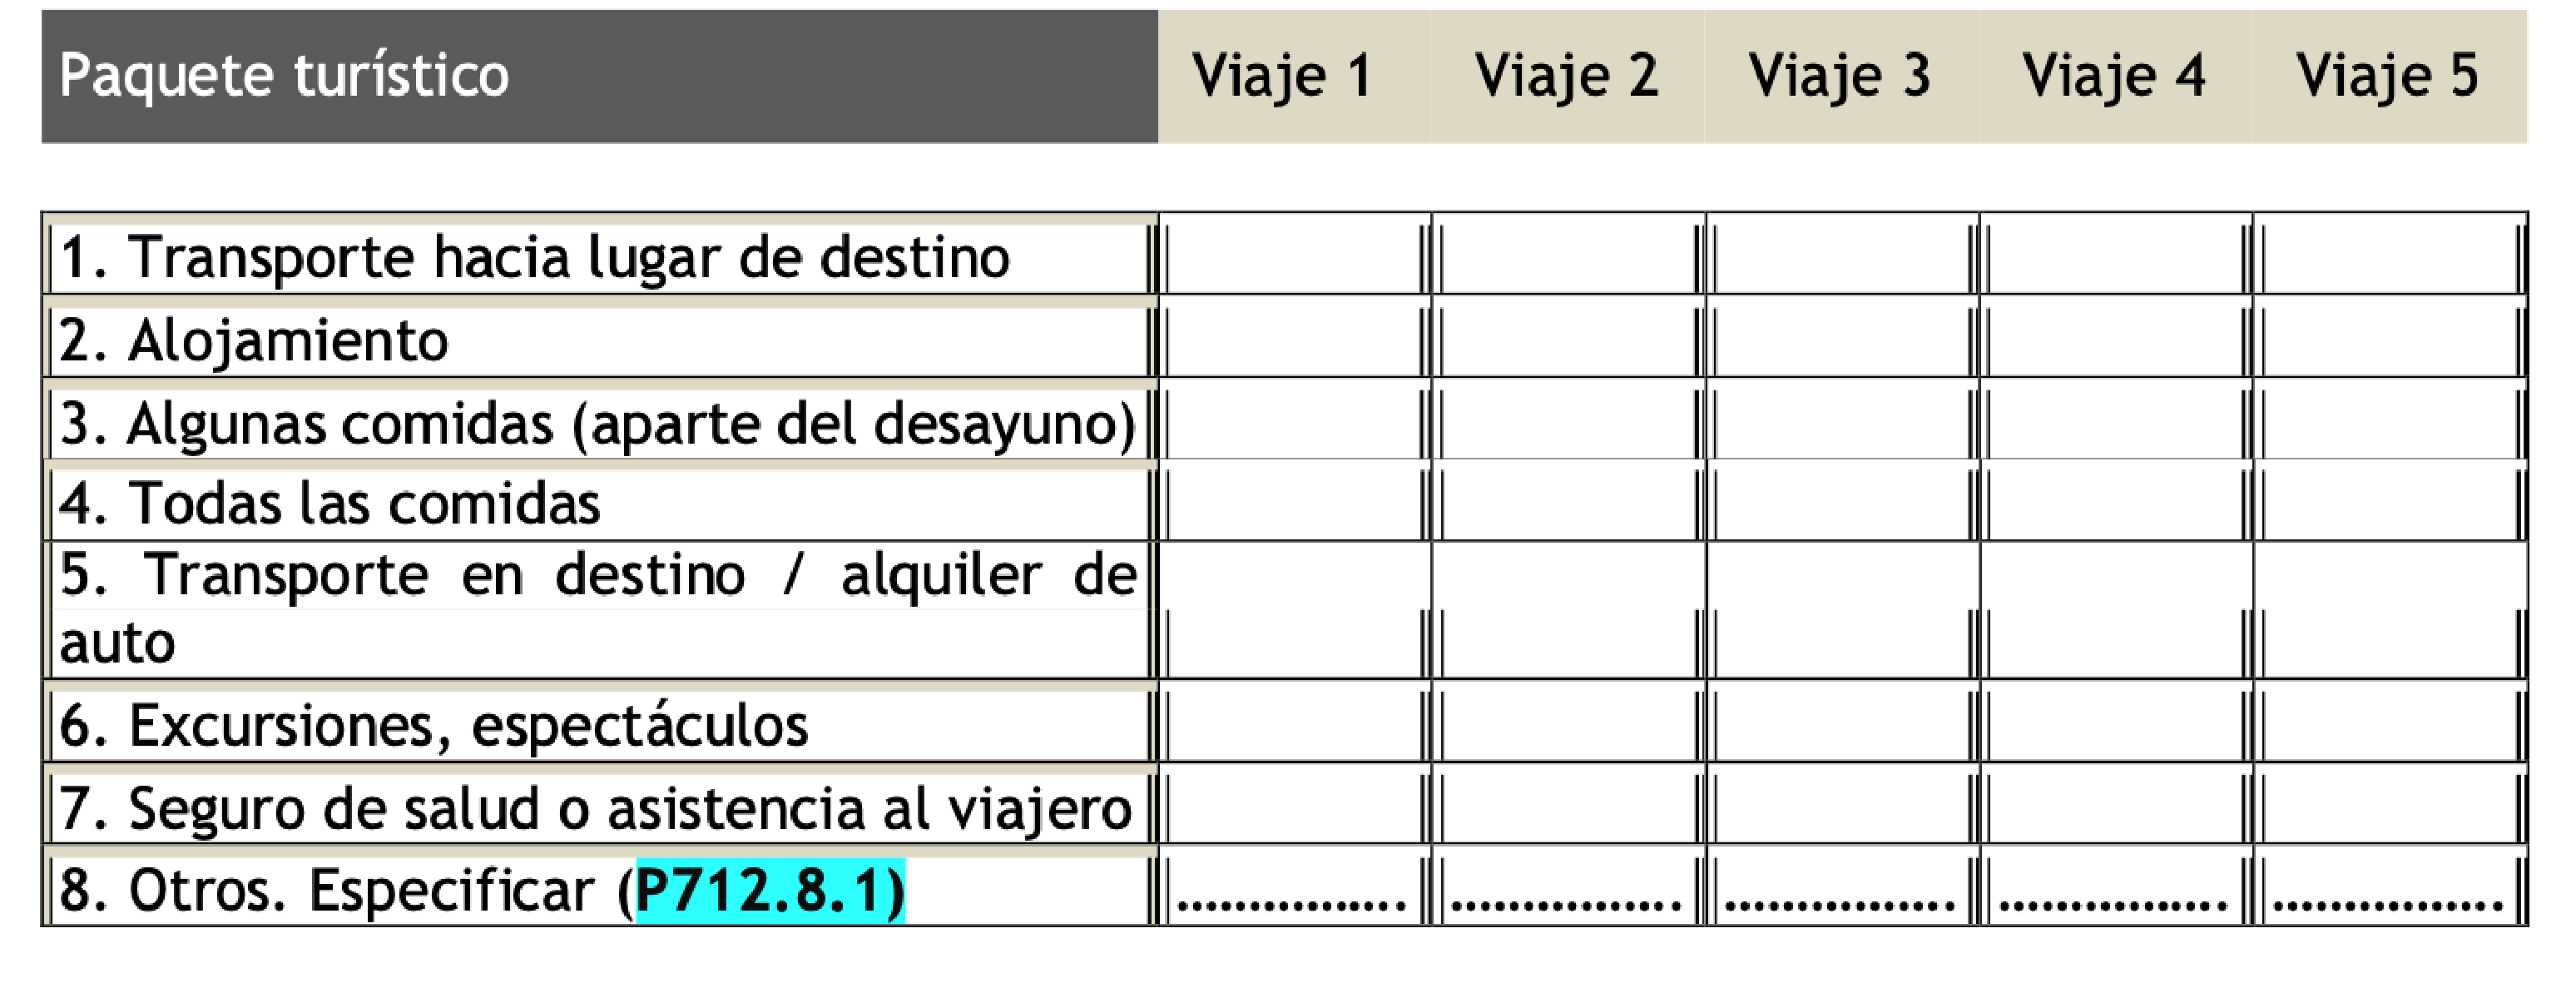 Paquete turístico Viaje 1 Viaje 2 Viaje 3 Viaje 4 Viaje 5
1. Transporte hacia lugar de destino
2. Alojamiento
3. Algunas comidas (aparte del desayuno)
4. Todas las comidas
5. Transporte en destino / alquiler de
auto
6. Excursiones, espectáculos
7. Seguro de salud o asistencia al viajero
8. Otros. Especificar (P712.8.1) ................ ................ ................ ................ ................